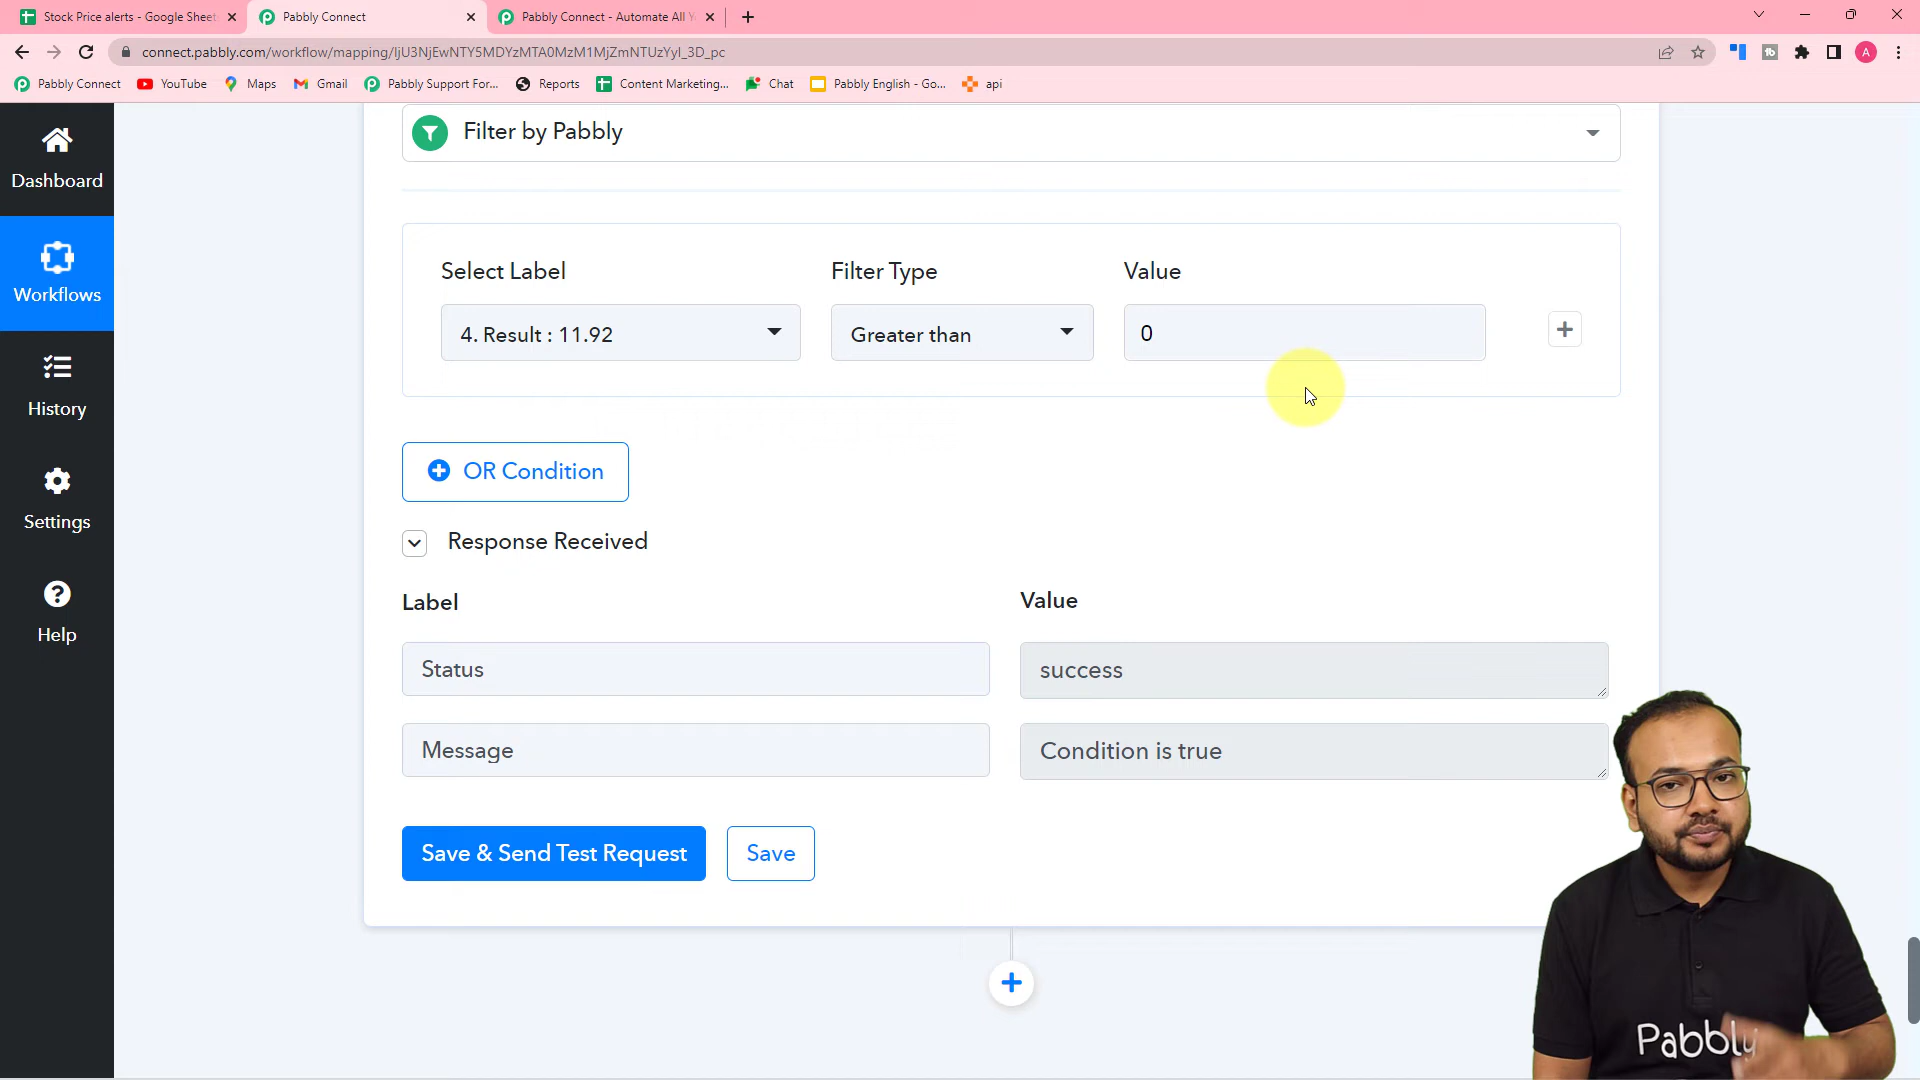 Stock Price alerts - Google Sheet
Pabbly Connect
Pabbly Connect - Automate All Y
connect.pabbly.com/workflow/mapping/IjU3NjEwNTY5MDYzMTA0MzM1MjZmNTUzYyI_3D_pc
A
Pabbly Connect
YouTube
Maps
Gmail
Pabbly Support For...
Reports
Content Marketing...
Chat
Pabbly English - Go...
api
Dashboard
Workflows
History
Settings
Help
Filter by Pabbly
Select Label
Filter Type
Value
4. Result : 11.92
Greater than
0
OR Condition
Response Received
Label
Value
Status
success
Message
Condition is true
Save & Send Test Request
Save
Pabbly